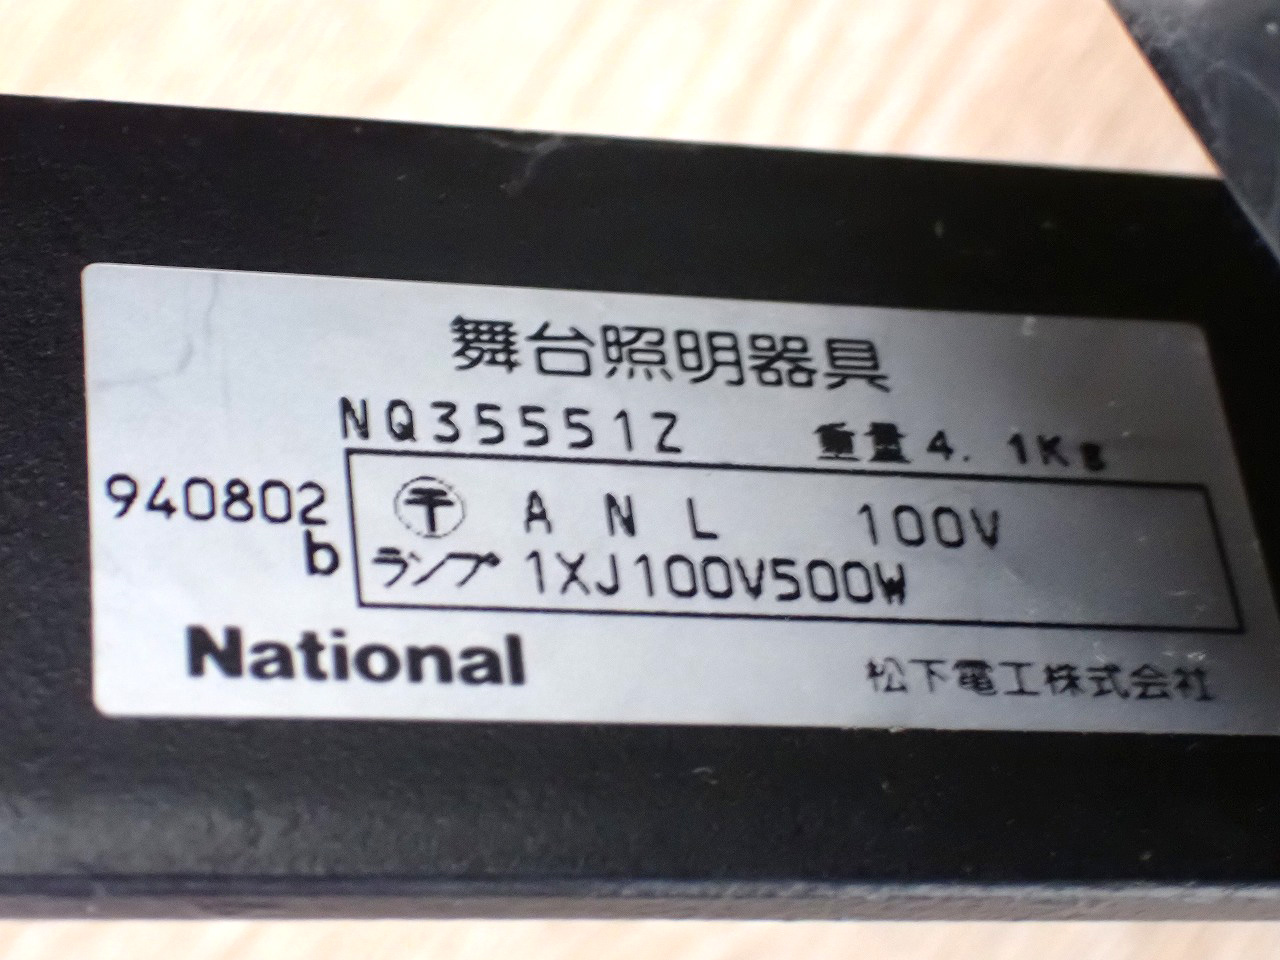 舞台照明器具
NQ35551Z 重量4.1Kg
940802 〒 A N L 100V
b ランプ 1XJ100V500W
National 松下電工株式会社